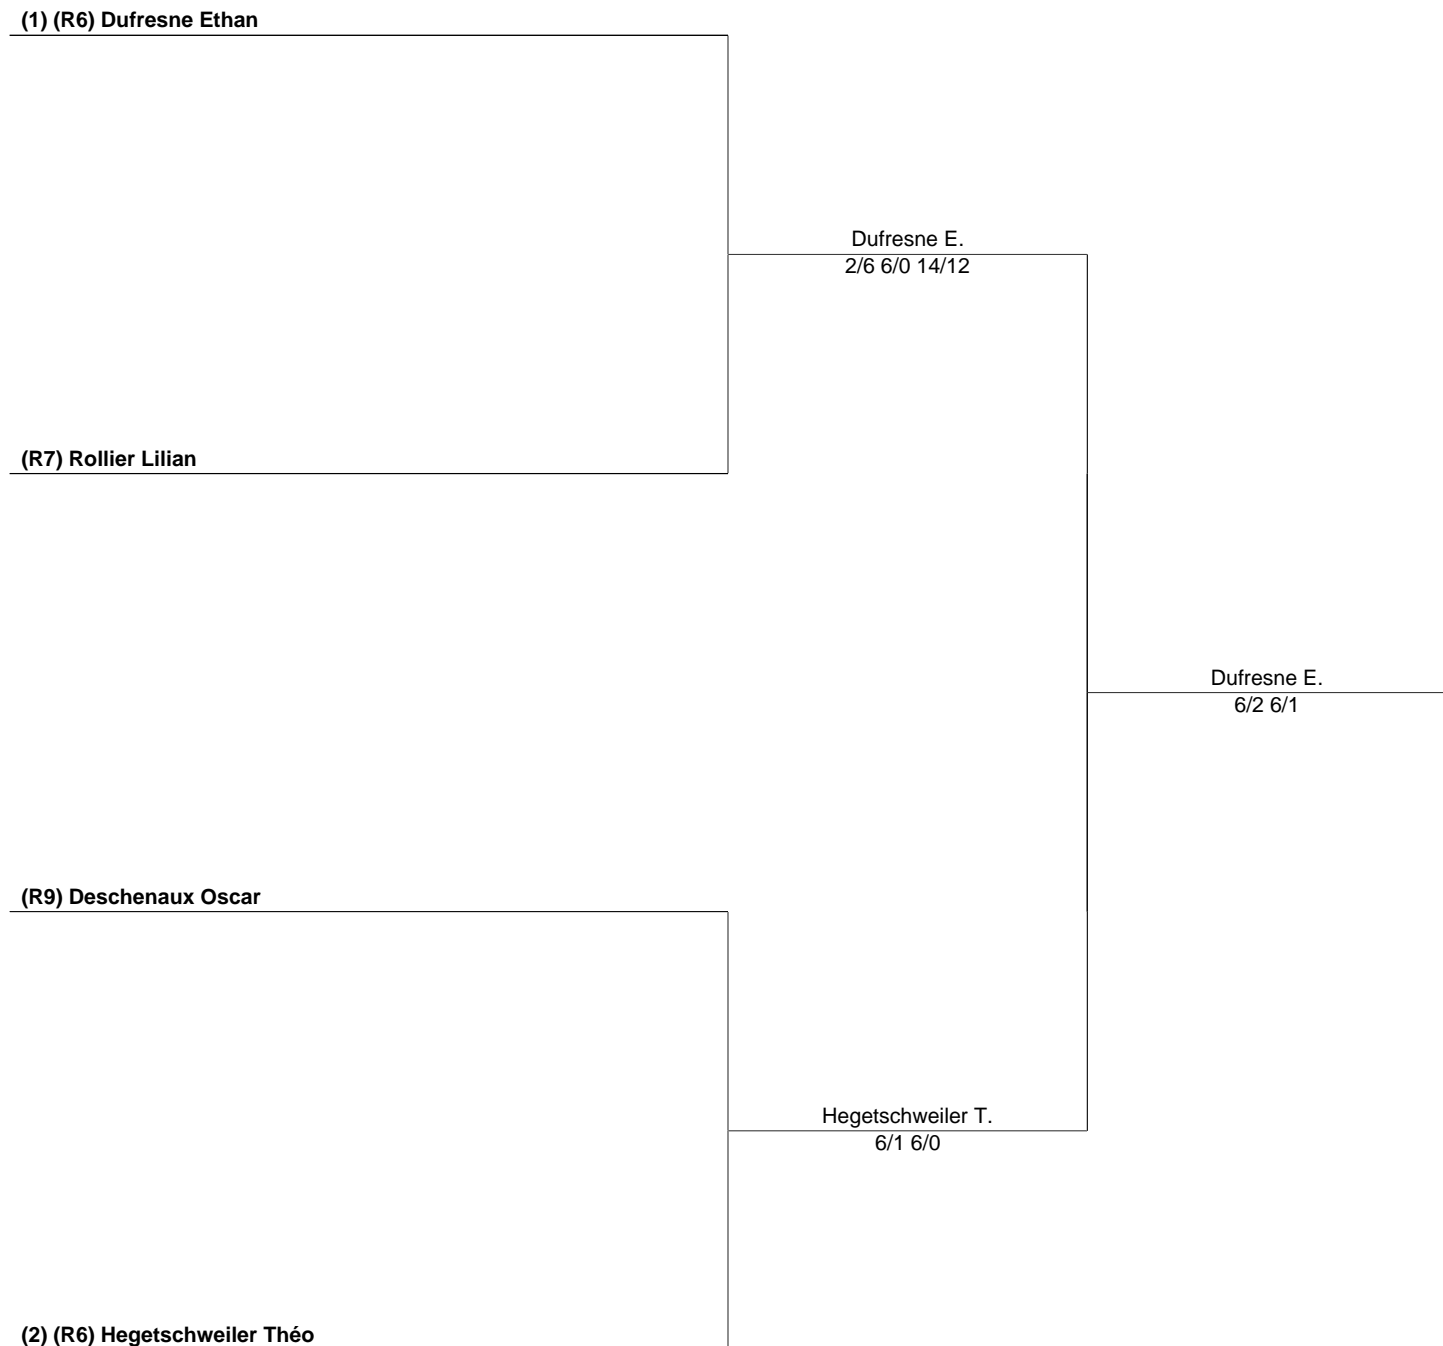 (1) (R6) Dufresne Ethan
Dufresne E.
2/6 6/0 14/12
(R7) Rollier Lilian
Dufresne E.
6/2 6/1
(R9) Deschenaux Oscar
Hegetschweiler T.
6/1 6/0
(2) (R6) Hegetschweiler Théo